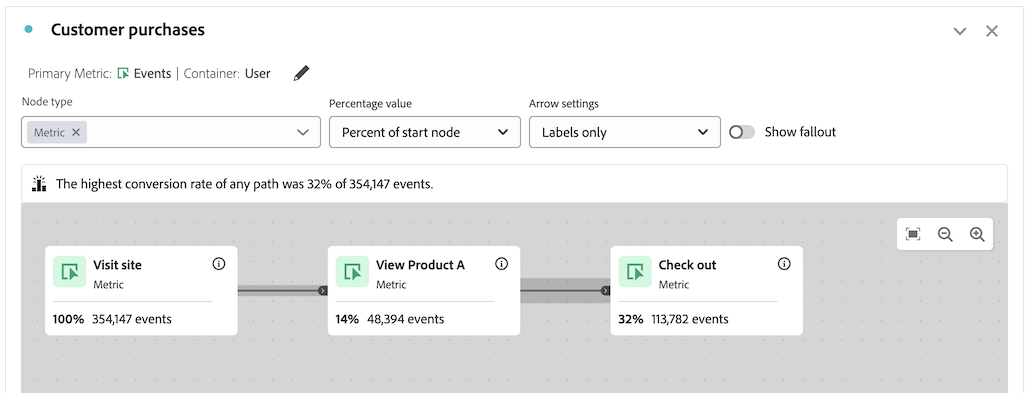 Customer purchases
Primary Metric: Events | Container: User
Node type
Percentage value
Arrow settings
Metric
Percent of start node
Labels only
Show fallout
The highest conversion rate of any path was 32% of 354,147 events.
Visit site
Metric
100% 354,147 events
View Product A
Metric
14% 48,394 events
Check out
Metric
32% 113,782 events